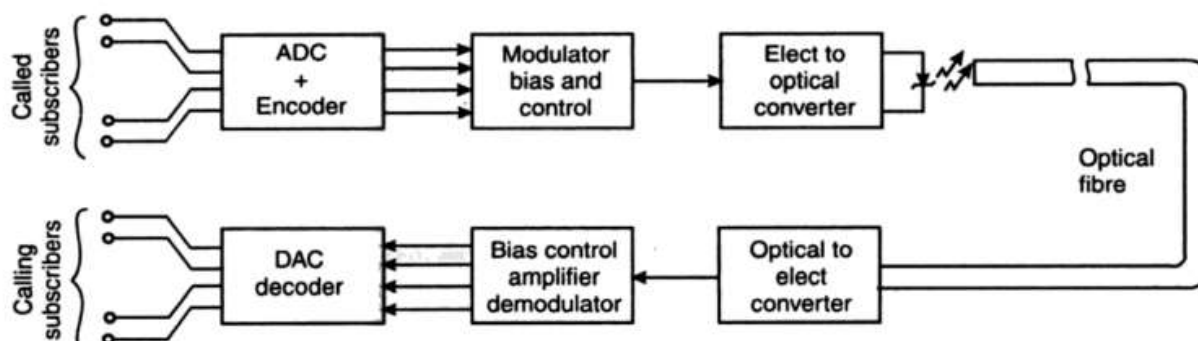 Called
subscribers
ADC
+
Encoder
Modulator
bias and
control
Elect to
optical
converter
Optical
fibre
Calling
subscribers
DAC
decoder
Bias control
amplifier
demodulator
Optical to
elect
converter